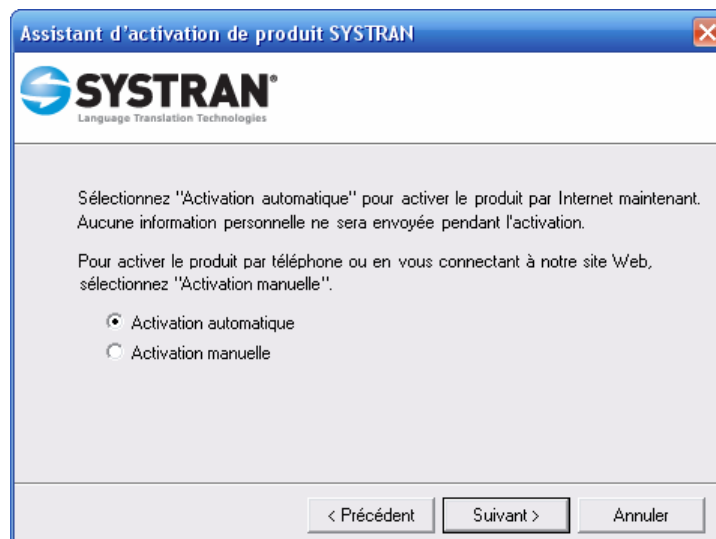 Assistant d'activation de produit SYSTRAN
SYSTRAN®
Language Translation Technologies
Sélectionnez "Activation automatique" pour activer le produit par Internet maintenant.
Aucune information personnelle ne sera envoyée pendant l'activation.
Pour activer le produit par téléphone ou en vous connectant à notre site Web,
sélectionnez "Activation manuelle".
Activation automatique
Activation manuelle
< Précédent Suivant > Annuler